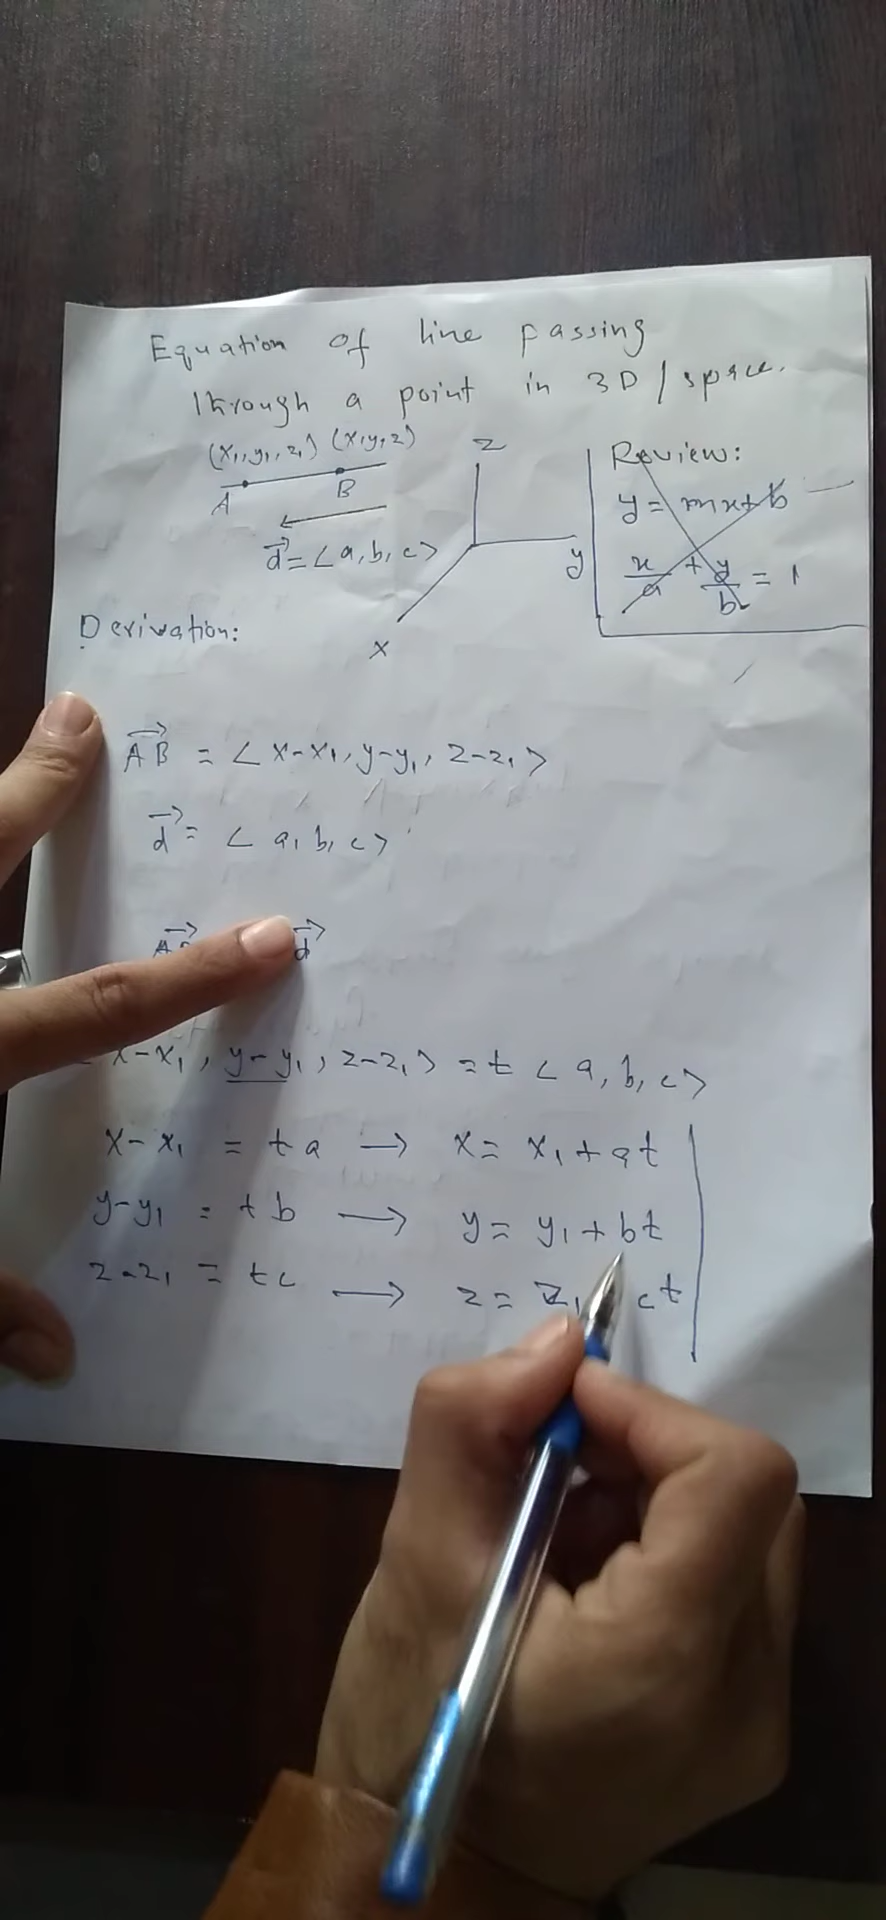 Equation of line passing
through a point in 3D / space.
(x₁, y₁, z₁) (x, y, z)
A B
d⃗ = < a, b, c >
z
y
x
Review:
y = mx + b
x/a + y/b = 1
Derivation:
A⃗B⃗ = < x-x₁, y-y₁, z-z₁ >
d⃗ = < a, b, c >
d⃗
x-x₁, y-y₁, z-z₁ > = t < a, b, c >
x-x₁ = ta → x = x₁ + at
y-y₁ = tb → y = y₁ + bt
z-z₁ = tc → z = z₁ ct